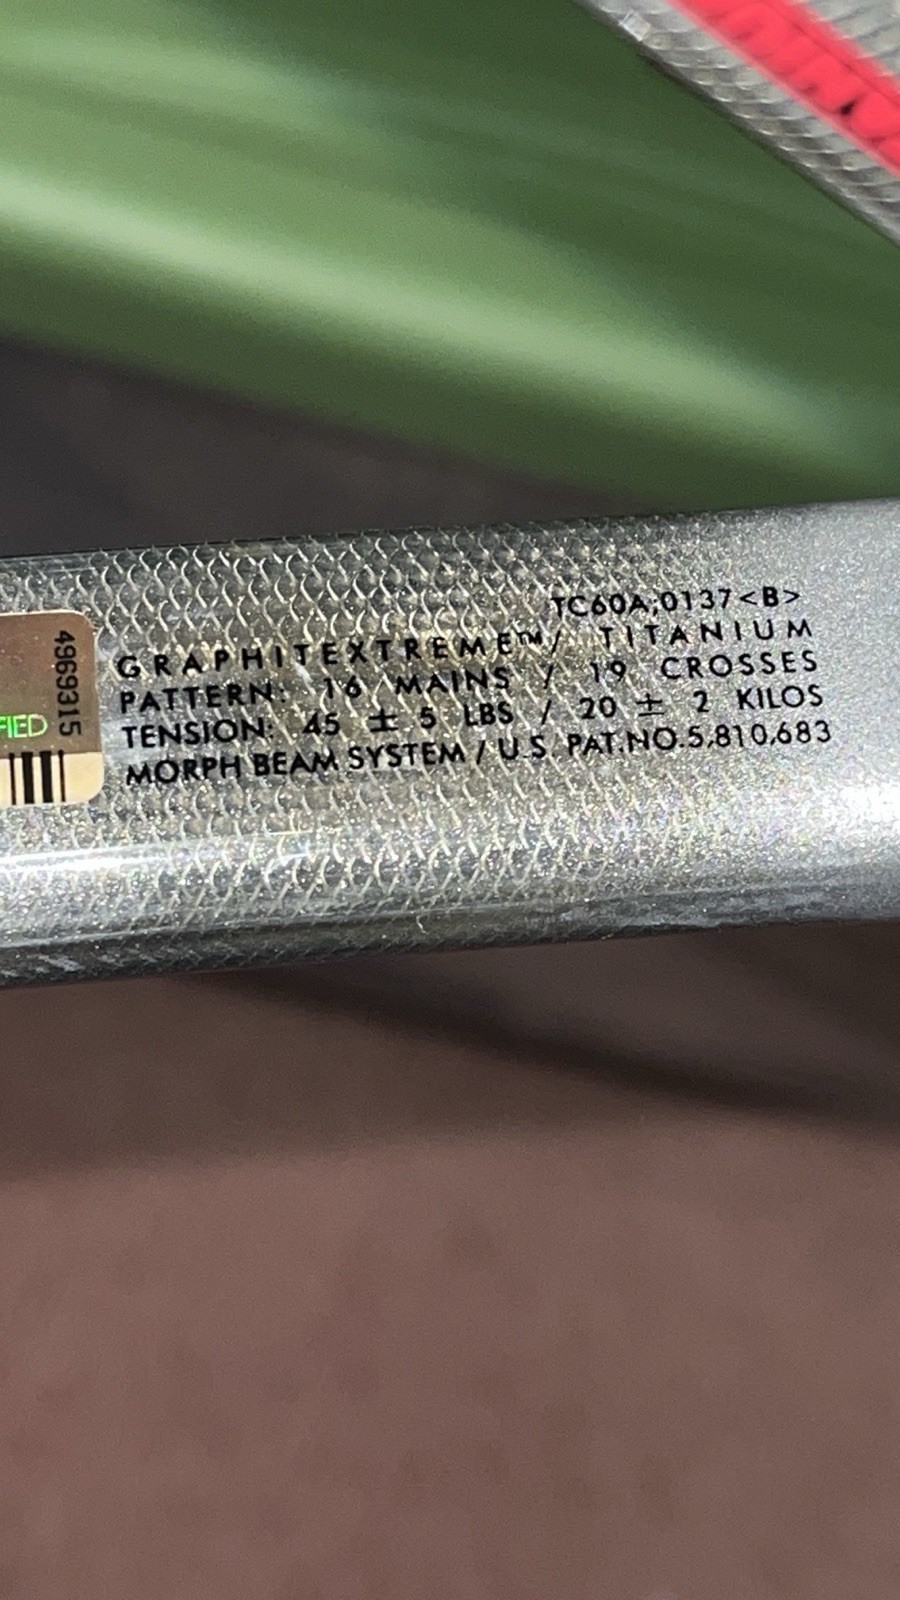 TC60A;0137<B>
GRAPHITEXTREME™/ TITANIUM
PATTERN: 16 MAINS / 19 CROSSES
TENSION: 45 ± 5 LBS / 20 ± 2 KILOS
MORPH BEAM SYSTEM / U.S. PAT.NO.5,810,683
4969315
FIED